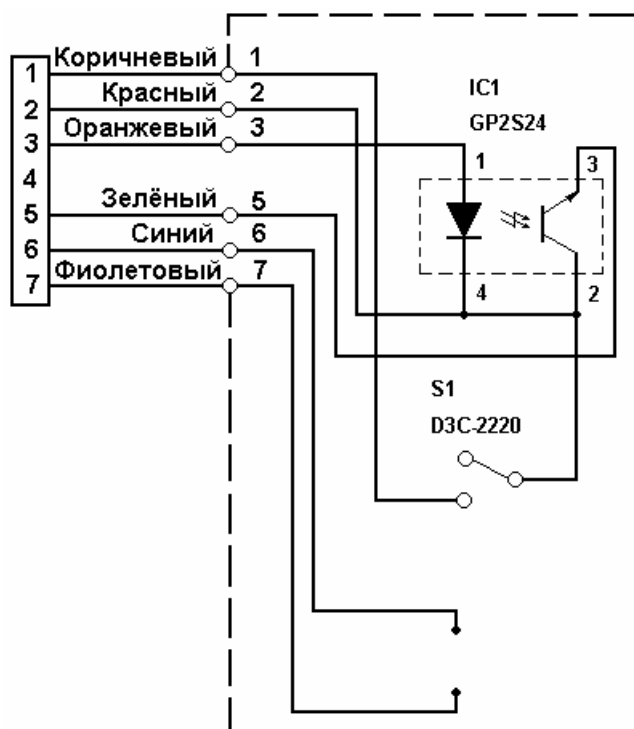 Коричневый 1
1
Красный 2
2
Оранжевый 3
3
4
Зелёный 5
5
Синий 6
6
Фиолетовый 7
7
IC1
GP2S24
1
3
4
2
S1
D3C-2220